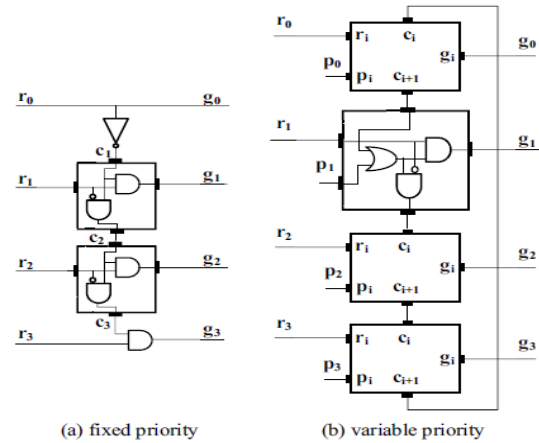 r0 g0
c1
r1 g1
c2
r2 g2
c3
r3 g3
(a) fixed priority
r0 ri ci gi g0
p0 pi ci+1
r1 g1
p1
r2 ri ci gi g2
p2 pi ci+1
r3 ri ci gi g3
p3 pi ci+1
(b) variable priority